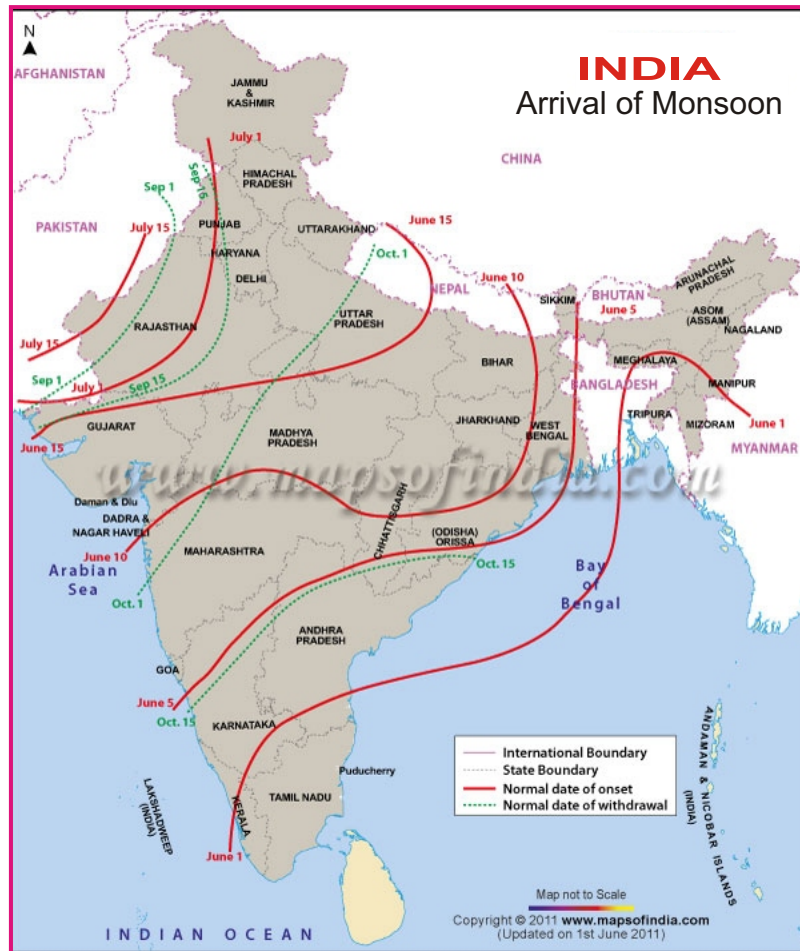 INDIA
Arrival of Monsoon
N
AFGHANISTAN
JAMMU
&
KASHMIR
July 1
CHINA
Sep 15
HIMACHAL
PRADESH
Sep 1
PAKISTAN
July 15
PUNJAB
UTTARAKHAND
June 15
HARYANA
Oct. 1
DELHI
June 10
NEPAL
SIKKIM
BHUTAN
June 5
ARUNACHAL
PRADESH
ASOM
(ASSAM)
NAGALAND
RAJASTHAN
UTTAR
PRADESH
July 15
BIHAR
MEGHALAYA
Sep 1
July 1
Sep 15
BANGLADESH
MANIPUR
GUJARAT
June 15
MADHYA
PRADESH
JHARKHAND
WEST
BENGAL
TRIPURA
MIZORAM
June 1
MYANMAR
www.mapsofindia.com
Daman & Diu
DADRA &
NAGAR HAVELI
June 10
MAHARASHTRA
CHHATTISGARH
(ODISHA)
ORISSA
Arabian
Sea
Oct. 1
Oct. 15
Bay
of
Bengal
ANDHRA
PRADESH
GOA
June 5
Oct. 15
KARNATAKA
Puducherry
TAMIL NADU
KERALA
LAKSHADWEEP
(INDIA)
June 1
ANDAMAN & NICOBAR ISLANDS
(INDIA)
International Boundary
State Boundary
Normal date of onset
Normal date of withdrawal
Map not to Scale
Copyright © 2011 www.mapsofindia.com
(Updated on 1st June 2011)
INDIAN OCEAN